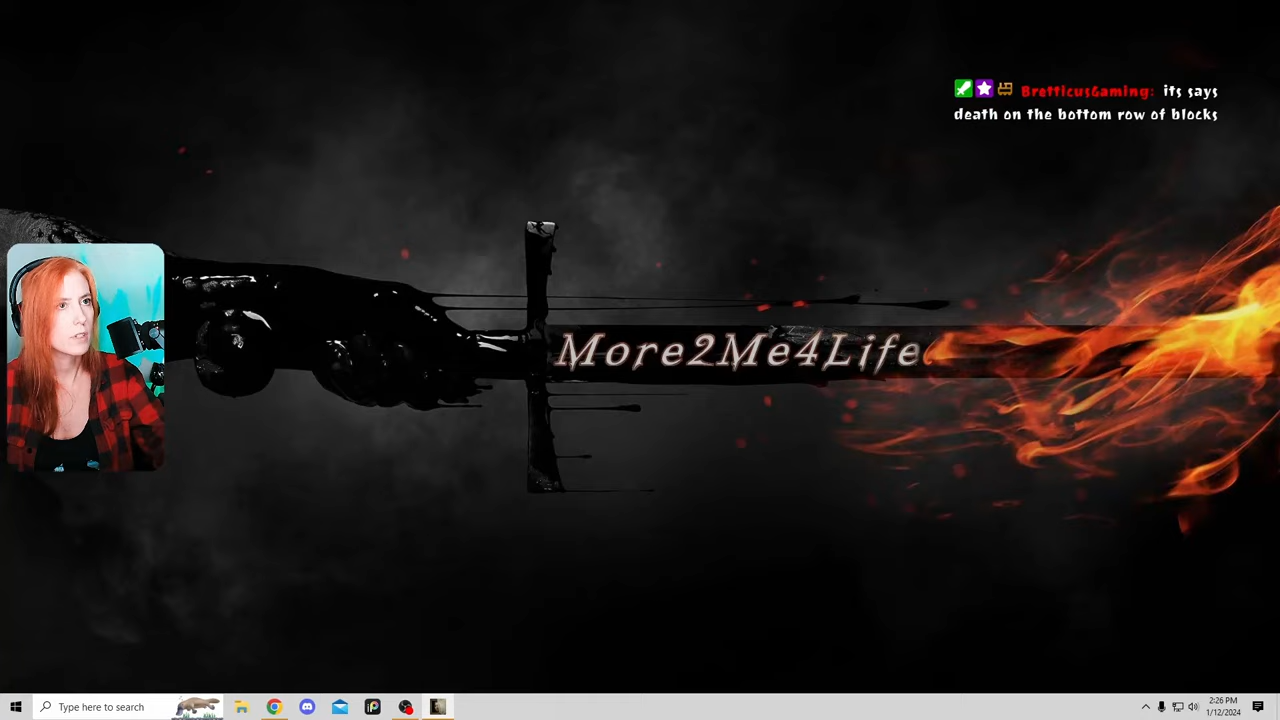 BretticusGaming: its says
death on the bottom row of blocks
More2Me4Life
Type here to search
2:26 PM
1/12/2024